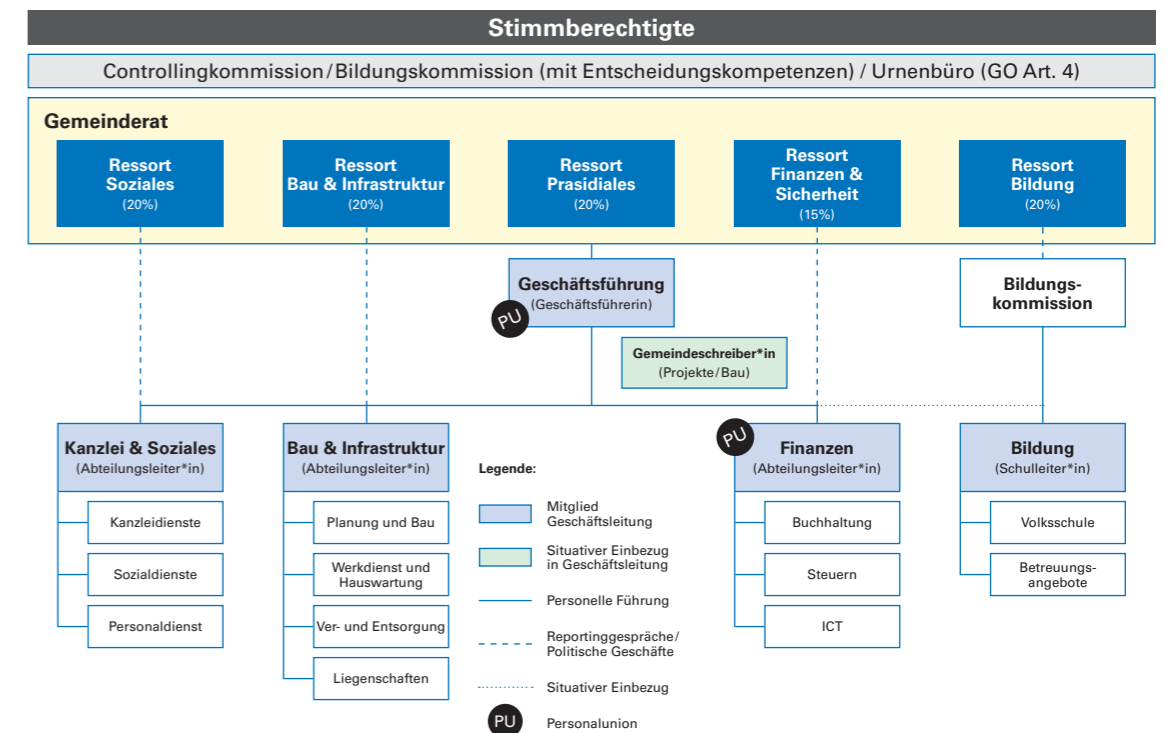 Stimmberechtigte
Controllingkommission/Bildungskommission (mit Entscheidungskompetenzen) / Urnenbüro (GO Art. 4)
Gemeinderat
Ressort
Soziales
(20%)
Ressort
Bau & Infrastruktur
(20%)
Ressort
Prasidiales
(20%)
Ressort
Finanzen &
Sicherheit
(15%)
Ressort
Bildung
(20%)
Geschäftsführung
(Geschäftsführerin)
PU
Bildungs-
kommission
Gemeindeschreiber*in
(Projekte/Bau)
Kanzlei & Soziales
(Abteilungsleiter*in)
Kanzleidienste
Sozialdienste
Personaldienst
Bau & Infrastruktur
(Abteilungsleiter*in)
Planung und Bau
Werkdienst und
Hauswartung
Ver- und Entsorgung
Liegenschaften
PU
Finanzen
(Abteilungsleiter*in)
Buchhaltung
Steuern
ICT
Bildung
(Schulleiter*in)
Volksschule
Betreuungs-
angebote
Legende:
Mitglied
Geschäftsleitung
Situativer Einbezug
in Geschäftsleitung
Personelle Führung
Reportinggespräche/
Politische Geschäfte
Situativer Einbezug
PU
Personalunion